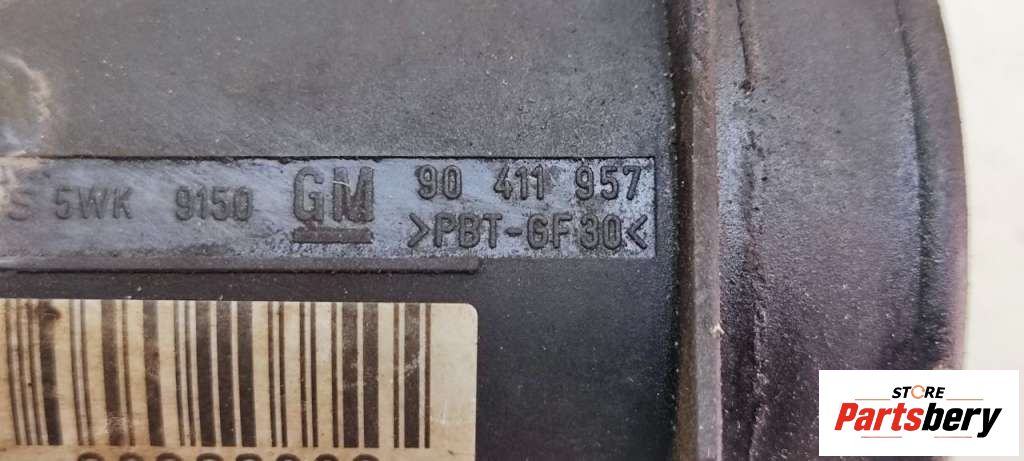 S 5WK 9150 GM 90 411 957
>PBT-GF30<
STORE
Partsbery